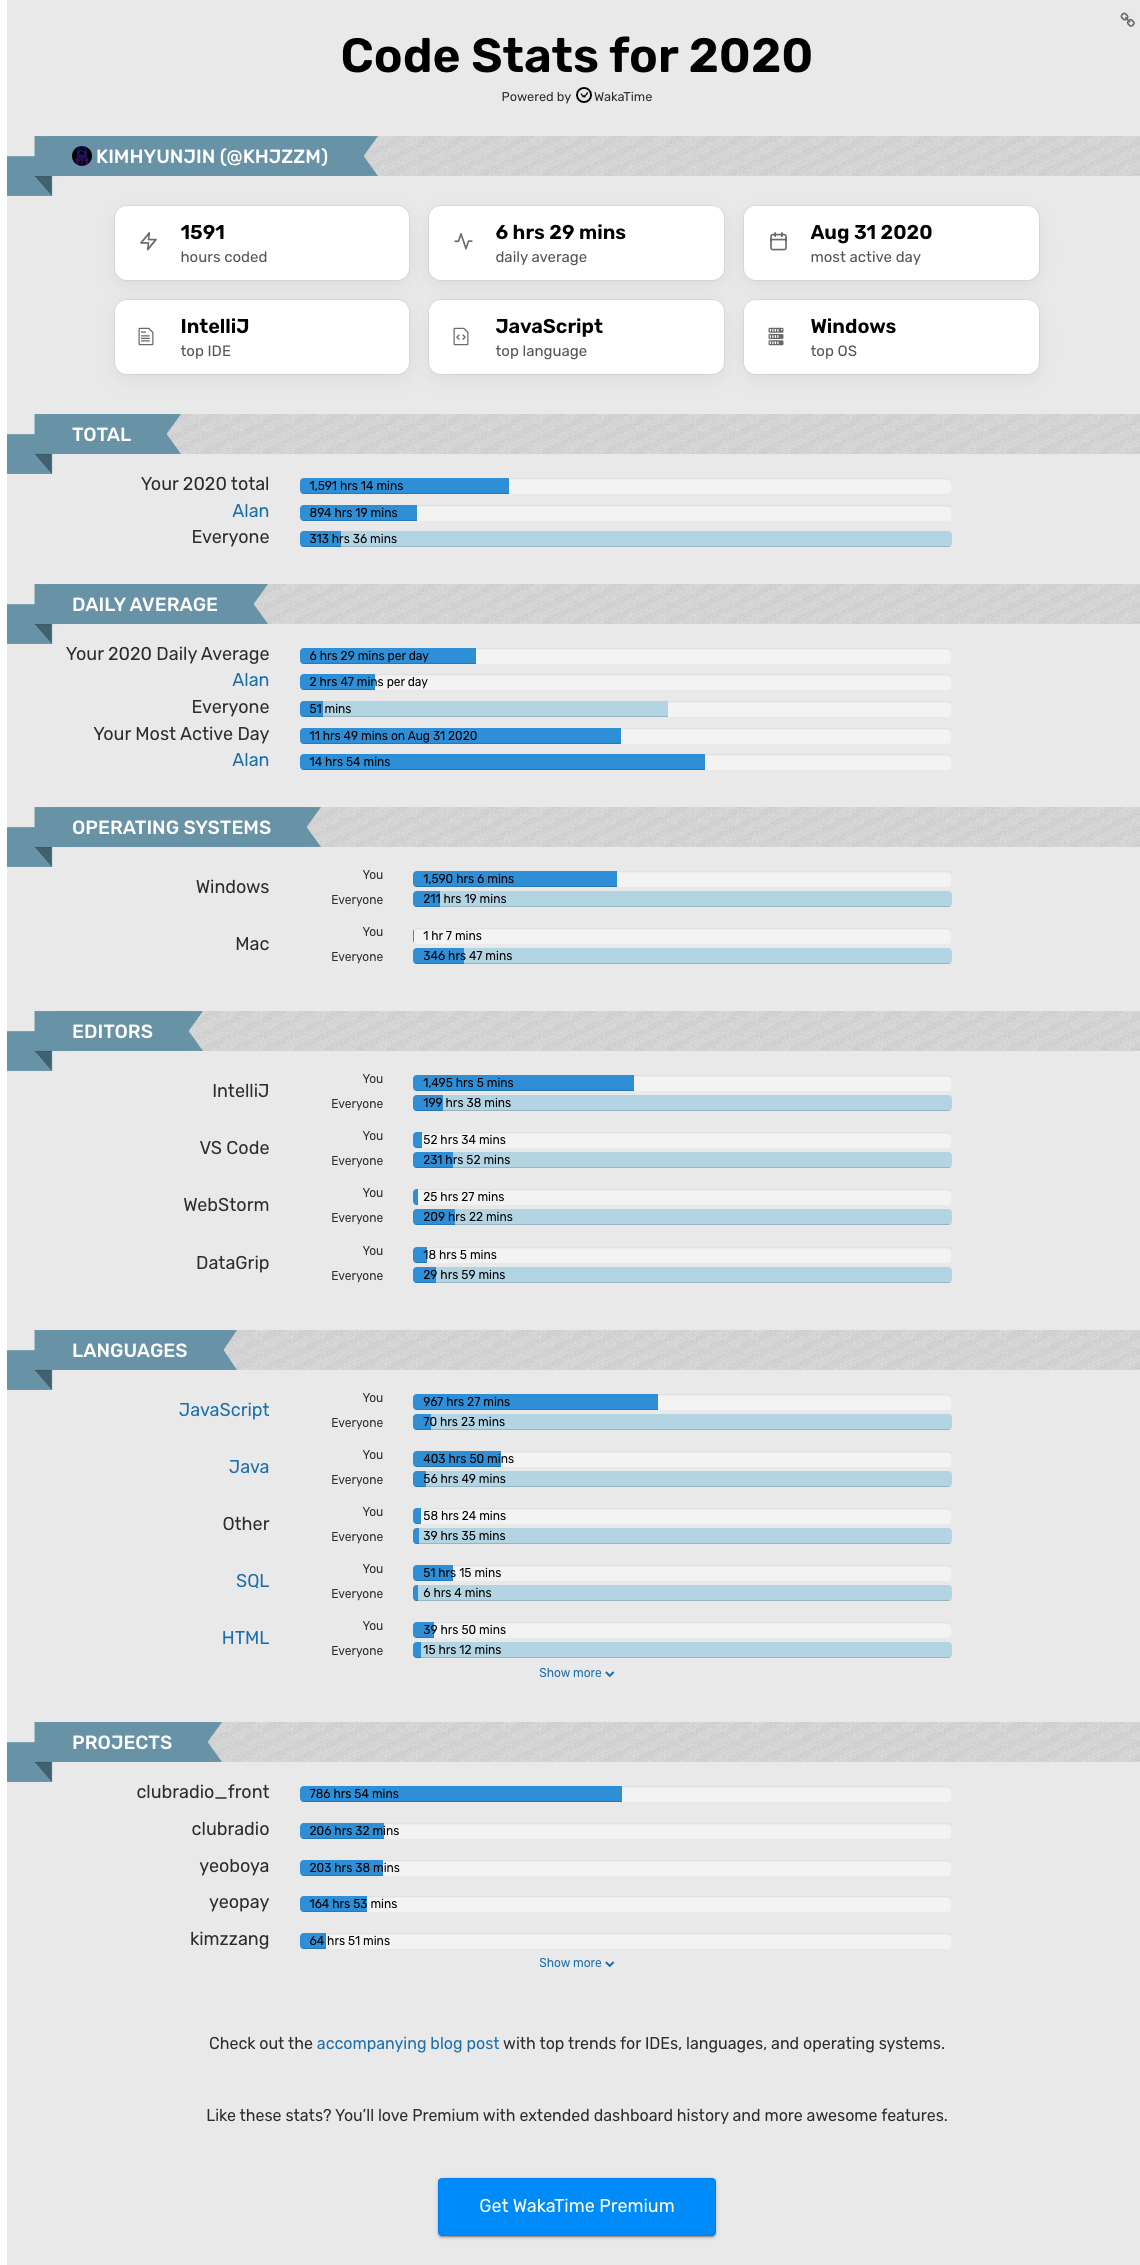 Code Stats for 2020
Powered by WakaTime
KIMHYUNJIN (@KHJZZM)
1591
hours coded
6 hrs 29 mins
daily average
Aug 31 2020
most active day
IntelliJ
top IDE
JavaScript
top language
Windows
top OS
TOTAL
Your 2020 total 1,591 hrs 14 mins
Alan 894 hrs 19 mins
Everyone 313 hrs 36 mins
DAILY AVERAGE
Your 2020 Daily Average 6 hrs 29 mins per day
Alan 2 hrs 47 mins per day
Everyone 51 mins
Your Most Active Day 11 hrs 49 mins on Aug 31 2020
Alan 14 hrs 54 mins
OPERATING SYSTEMS
Windows
You 1,590 hrs 6 mins
Everyone 211 hrs 19 mins
Mac
You 1 hr 7 mins
Everyone 346 hrs 47 mins
EDITORS
IntelliJ
You 1,495 hrs 5 mins
Everyone 199 hrs 38 mins
VS Code
You 52 hrs 34 mins
Everyone 231 hrs 52 mins
WebStorm
You 25 hrs 27 mins
Everyone 209 hrs 22 mins
DataGrip
You 18 hrs 5 mins
Everyone 29 hrs 59 mins
LANGUAGES
JavaScript
You 967 hrs 27 mins
Everyone 70 hrs 23 mins
Java
You 403 hrs 50 mins
Everyone 56 hrs 49 mins
Other
You 58 hrs 24 mins
Everyone 39 hrs 35 mins
SQL
You 51 hrs 15 mins
Everyone 6 hrs 4 mins
HTML
You 39 hrs 50 mins
Everyone 15 hrs 12 mins
Show more
PROJECTS
clubradio_front 786 hrs 54 mins
clubradio 206 hrs 32 mins
yeoboya 203 hrs 38 mins
yeopay 164 hrs 53 mins
kimzzang 64 hrs 51 mins
Show more
Check out the accompanying blog post with top trends for IDEs, languages, and operating systems.
Like these stats? You’ll love Premium with extended dashboard history and more awesome features.
Get WakaTime Premium